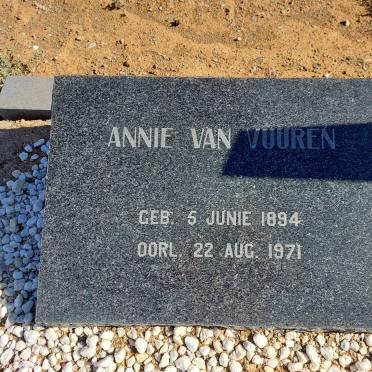 ANNIE VAN VUUREN
GEB. 5 JUNIE 1894
OORL. 22 AUG. 1971